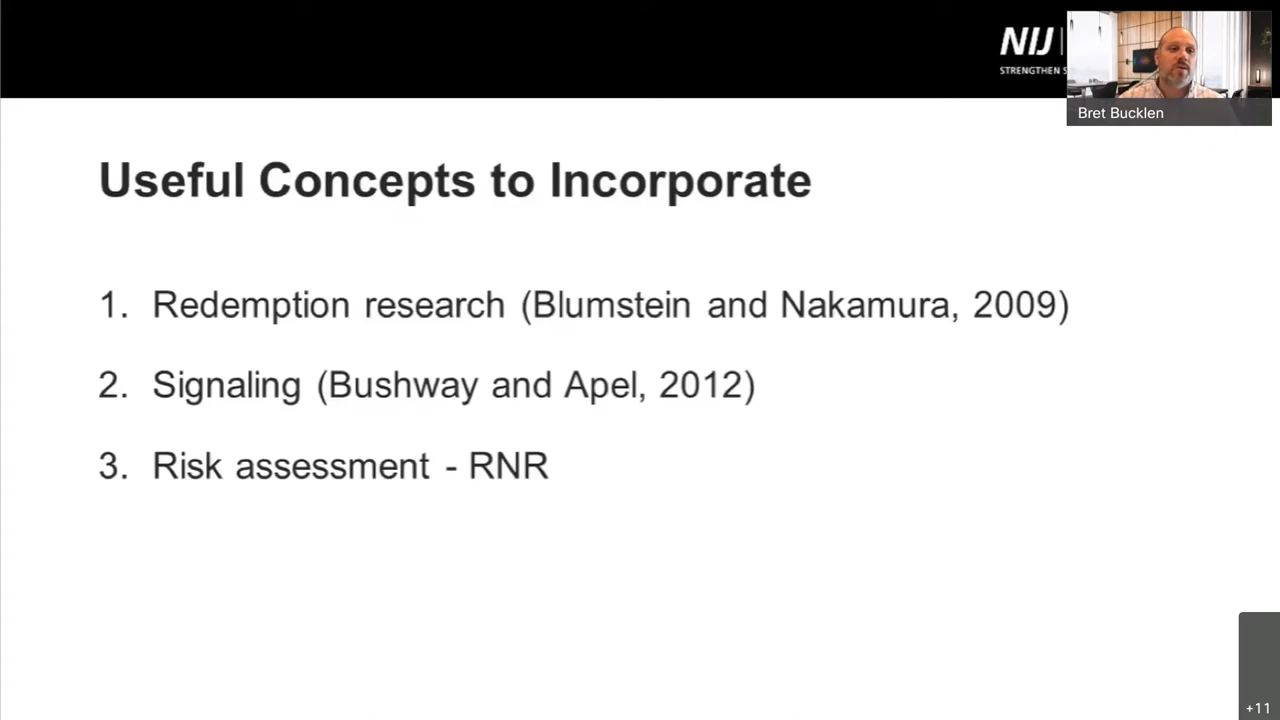 NIJ
STRENGTHEN
Bret Bucklen
Useful Concepts to Incorporate
1. Redemption research (Blumstein and Nakamura, 2009)
2. Signaling (Bushway and Apel, 2012)
3. Risk assessment - RNR
+11